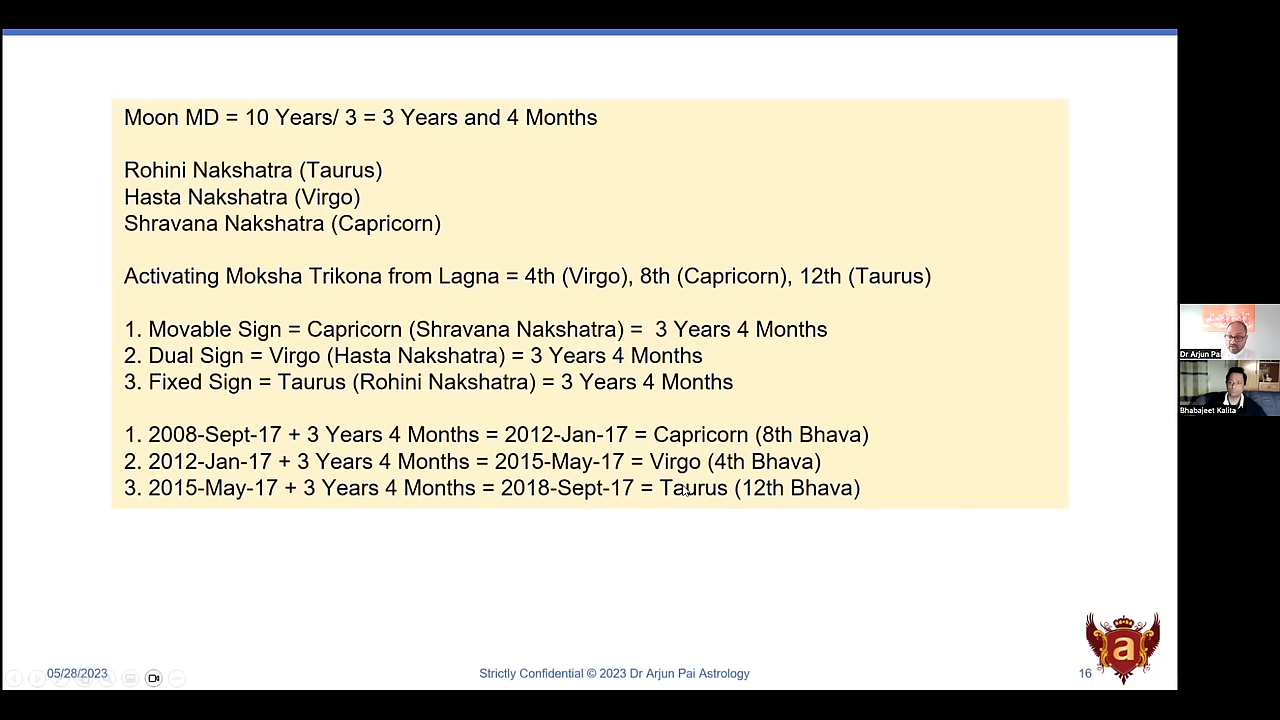 Moon MD = 10 Years/ 3 = 3 Years and 4 Months
Rohini Nakshatra (Taurus)
Hasta Nakshatra (Virgo)
Shravana Nakshatra (Capricorn)
Activating Moksha Trikona from Lagna = 4th (Virgo), 8th (Capricorn), 12th (Taurus)
1. Movable Sign = Capricorn (Shravana Nakshatra) = 3 Years 4 Months
2. Dual Sign = Virgo (Hasta Nakshatra) = 3 Years 4 Months
3. Fixed Sign = Taurus (Rohini Nakshatra) = 3 Years 4 Months
1. 2008-Sept-17 + 3 Years 4 Months = 2012-Jan-17 = Capricorn (8th Bhava)
2. 2012-Jan-17 + 3 Years 4 Months = 2015-May-17 = Virgo (4th Bhava)
3. 2015-May-17 + 3 Years 4 Months = 2018-Sept-17 = Taurus (12th Bhava)
Dr Arjun Pai
Bhabajeet Kalita
a
05/28/2023
Strictly Confidential © 2023 Dr Arjun Pai Astrology
16